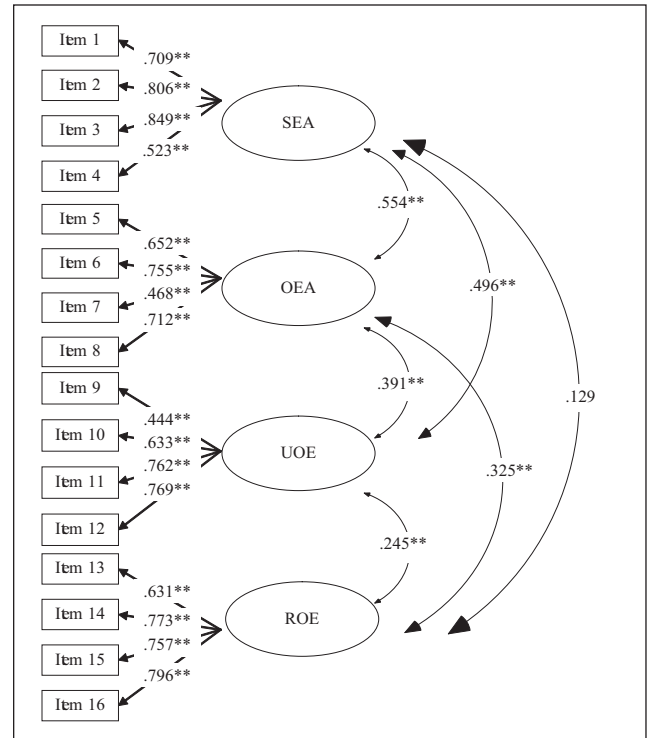 Item 1
.709**
Item 2
.806**
Item 3
.849**
Item 4
.523**
SEA
Item 5
.652**
Item 6
.755**
Item 7
.468**
Item 8
.712**
OEA
Item 9
.444**
Item 10
.633**
Item 11
.762**
Item 12
.769**
UOE
Item 13
.631**
Item 14
.773**
Item 15
.757**
Item 16
.796**
ROE
.554**
.496**
.391**
.129
.325**
.245**